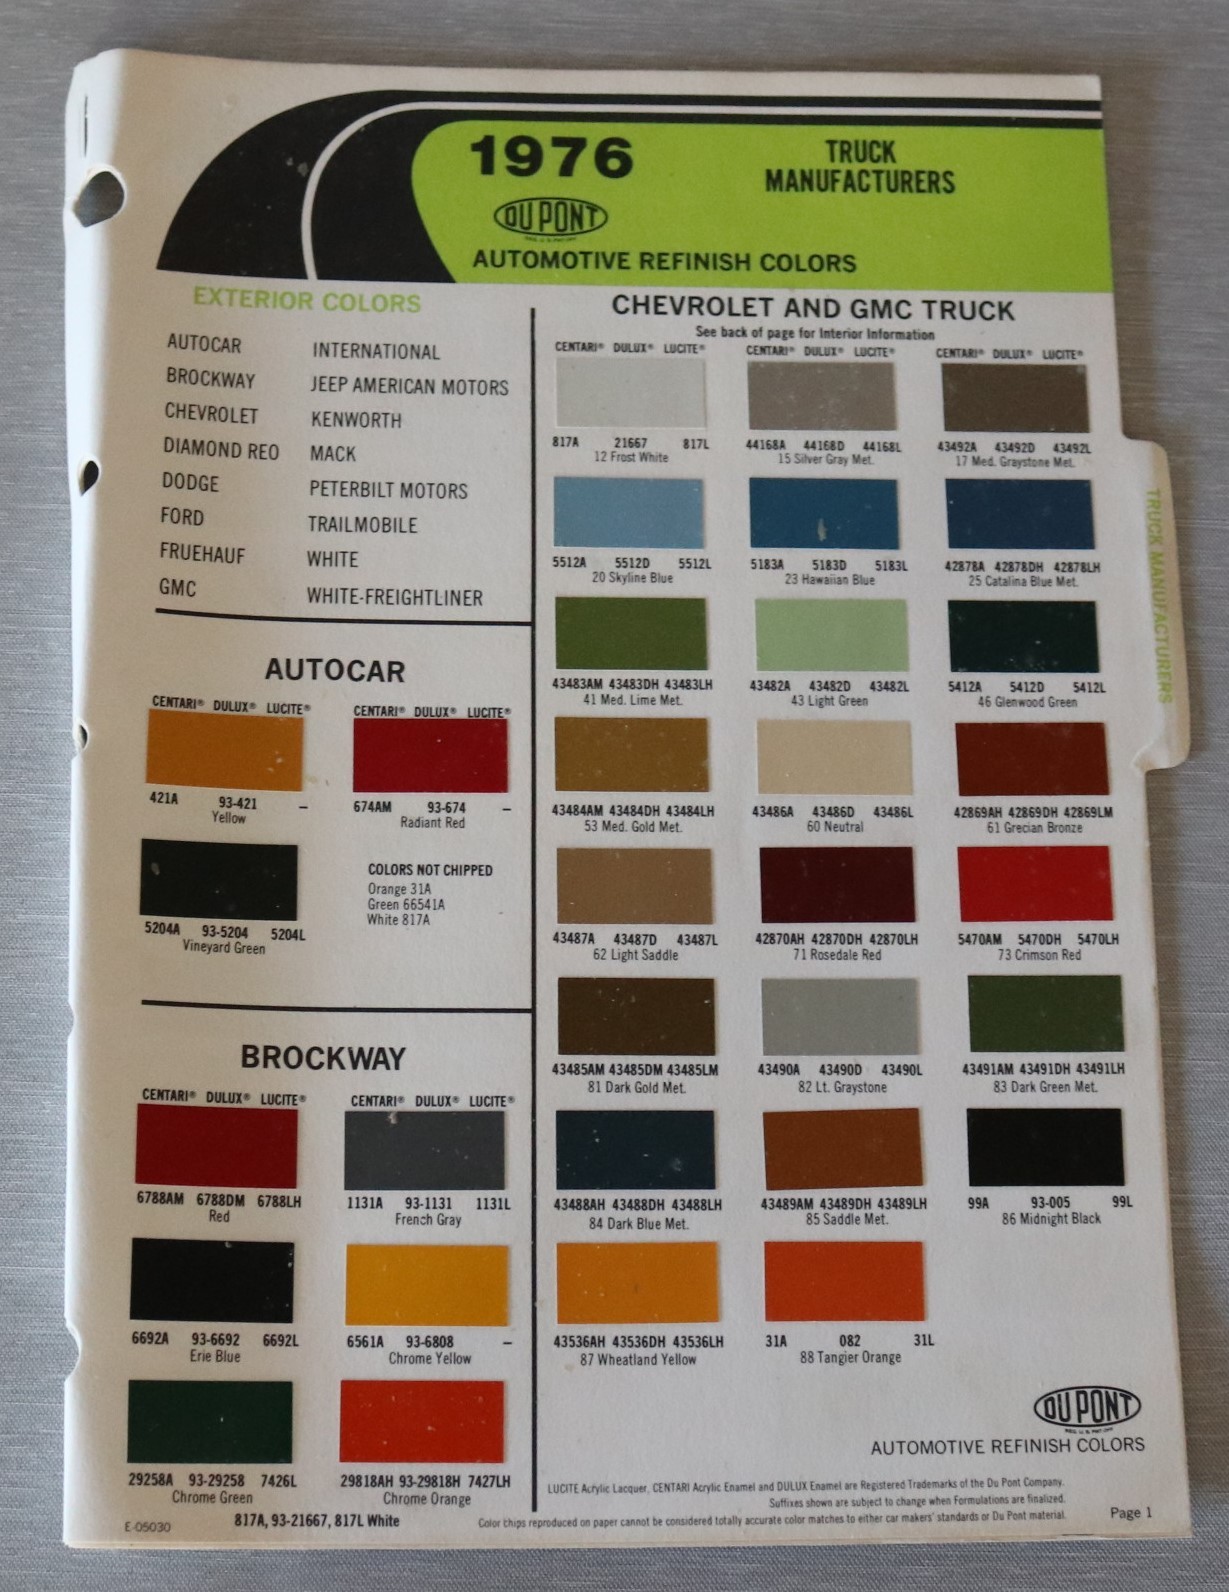 1976
TRUCK
MANUFACTURERS
DU PONT
AUTOMOTIVE REFINISH COLORS
EXTERIOR COLORS
AUTOCAR INTERNATIONAL
BROCKWAY JEEP AMERICAN MOTORS
CHEVROLET KENWORTH
DIAMOND REO MACK
DODGE PETERBILT MOTORS
FORD TRAILMOBILE
FRUEHAUF WHITE
GMC WHITE-FREIGHTLINER
AUTOCAR
CENTARI® DULUX® LUCITE® CENTARI® DULUX® LUCITE®
421A 93-421 – 674AM 93-674 –
Yellow Radiant Red
5204A 93-5204 5204L
Vineyard Green
COLORS NOT CHIPPED
Orange 31A
Green 66541A
White 817A
BROCKWAY
CENTARI® DULUX® LUCITE® CENTARI® DULUX® LUCITE®
6788AM 6788DM 6788LH 1131A 93-1131 1131L
Red French Gray
6692A 93-6692 6692L 6561A 93-6808 –
Erie Blue Chrome Yellow
29258A 93-29258 7426L 29818AH 93-29818H 7427LH
Chrome Green Chrome Orange
817A, 93-21667, 817L White
E-05030
CHEVROLET AND GMC TRUCK
See back of page for Interior Information
CENTARI® DULUX® LUCITE® CENTARI® DULUX® LUCITE® CENTARI® DULUX® LUCITE®
817A 21667 817L 44168A 44168D 44168L 43492A 43492D 43492L
12 Frost White 15 Silver Gray Met. 17 Med. Graystone Met.
5512A 5512D 5512L 5183A 5183D 5183L 42878A 42878DH 42878LH
20 Skyline Blue 23 Hawaiian Blue 25 Catalina Blue Met.
43483AM 43483DH 43483LH 43482A 43482D 43482L 5412A 5412D 5412L
41 Med. Lime Met. 43 Light Green 46 Glenwood Green
43484AM 43484DH 43484LH 43486A 43486D 43486L 42869AH 42869DH 42869LM
53 Med. Gold Met. 60 Neutral 61 Grecian Bronze
43487A 43487D 43487L 42870AH 42870DH 42870LH 5470AM 5470DH 5470LH
62 Light Saddle 71 Rosedale Red 73 Crimson Red
43485AM 43485DM 43485LM 43490A 43490D 43490L 43491AM 43491DH 43491LH
81 Dark Gold Met. 82 Lt. Graystone 83 Dark Green Met.
43488AH 43488DH 43488LH 43489AM 43489DH 43489LH 99A 93-005 99L
84 Dark Blue Met. 85 Saddle Met. 86 Midnight Black
43536AH 43536DH 43536LH 31A 082 31L
87 Wheatland Yellow 88 Tangier Orange
DU PONT
AUTOMOTIVE REFINISH COLORS
LUCITE Acrylic Lacquer, CENTARI Acrylic Enamel and DULUX Enamel are Registered Trademarks of the Du Pont Company.
Suffixes shown are subject to change when Formulations are finalized.
Color chips reproduced on paper cannot be considered totally accurate color matches to either car makers' standards or Du Pont material.
Page 1
TRUCK MANUFACTURERS